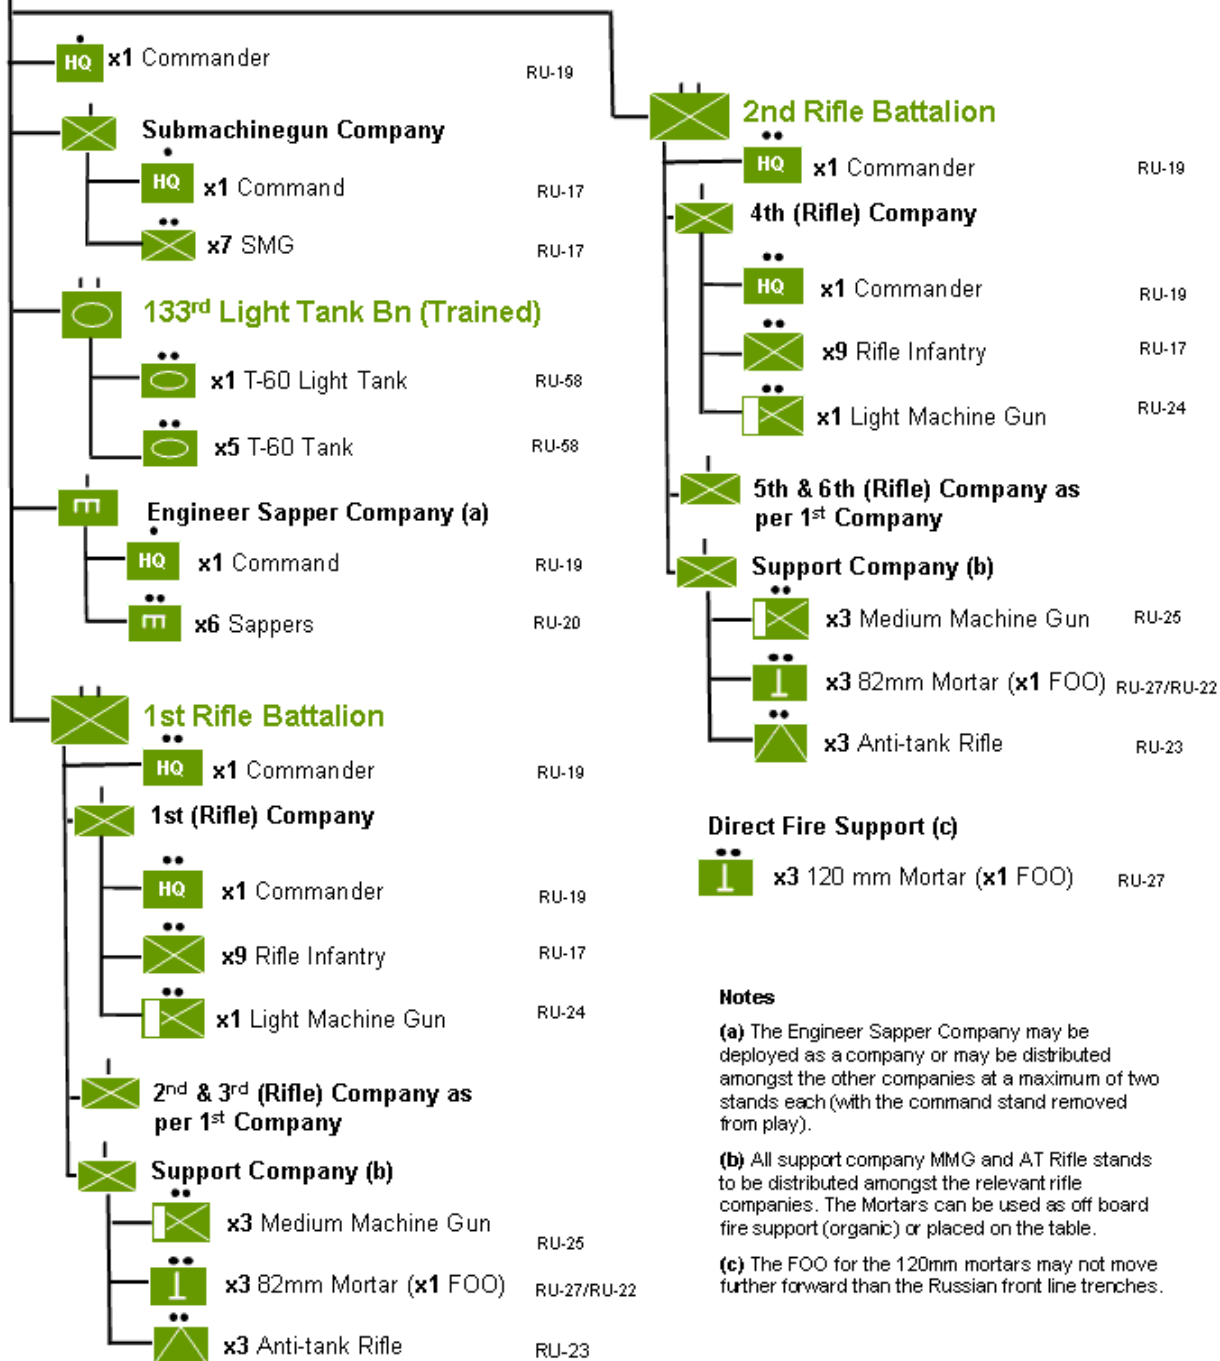 HQ x1 Commander RU-19
Submachinegun Company
HQ x1 Command RU-17
x7 SMG RU-17
133rd Light Tank Bn (Trained)
x1 T-60 Light Tank RU-58
x5 T-60 Tank RU-58
Engineer Sapper Company (a)
HQ x1 Command RU-19
x6 Sappers RU-20
1st Rifle Battalion
HQ x1 Commander RU-19
1st (Rifle) Company
HQ x1 Commander RU-19
x9 Rifle Infantry RU-17
x1 Light Machine Gun RU-24
2nd & 3rd (Rifle) Company as
per 1st Company
Support Company (b)
x3 Medium Machine Gun RU-25
x3 82mm Mortar (x1 FOO) RU-27/RU-22
x3 Anti-tank Rifle RU-23
2nd Rifle Battalion
HQ x1 Commander RU-19
4th (Rifle) Company
HQ x1 Commander RU-19
x9 Rifle Infantry RU-17
x1 Light Machine Gun RU-24
5th & 6th (Rifle) Company as
per 1st Company
Support Company (b)
x3 Medium Machine Gun RU-25
x3 82mm Mortar (x1 FOO) RU-27/RU-22
x3 Anti-tank Rifle RU-23
Direct Fire Support (c)
x3 120 mm Mortar (x1 FOO) RU-27
Notes
(a) The Engineer Sapper Company may be
deployed as a company or may be distributed
amongst the other companies at a maximum of two
stands each (with the command stand removed
from play).
(b) All support company MMG and AT Rifle stands
to be distributed amongst the relevant rifle
companies. The Mortars can be used as off board
fire support (organic) or placed on the table.
(c) The FOO for the 120mm mortars may not move
further forward than the Russian front line trenches.